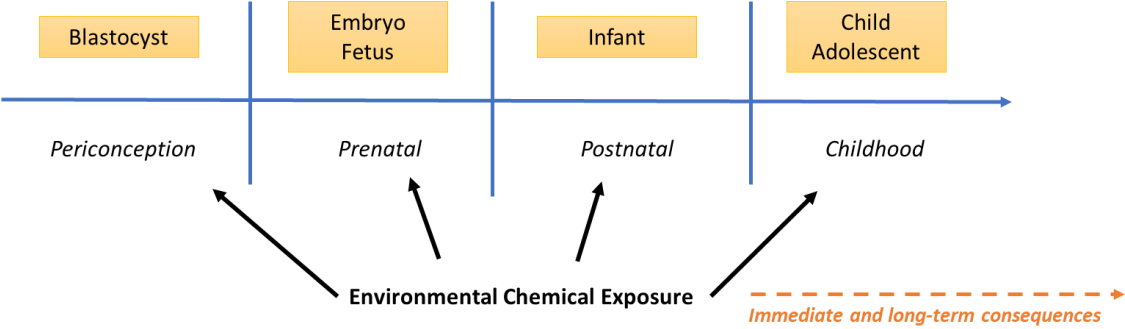 Blastocyst
Embryo
Fetus
Infant
Child
Adolescent
Periconception
Prenatal
Postnatal
Childhood
Environmental Chemical Exposure
Immediate and long-term consequences